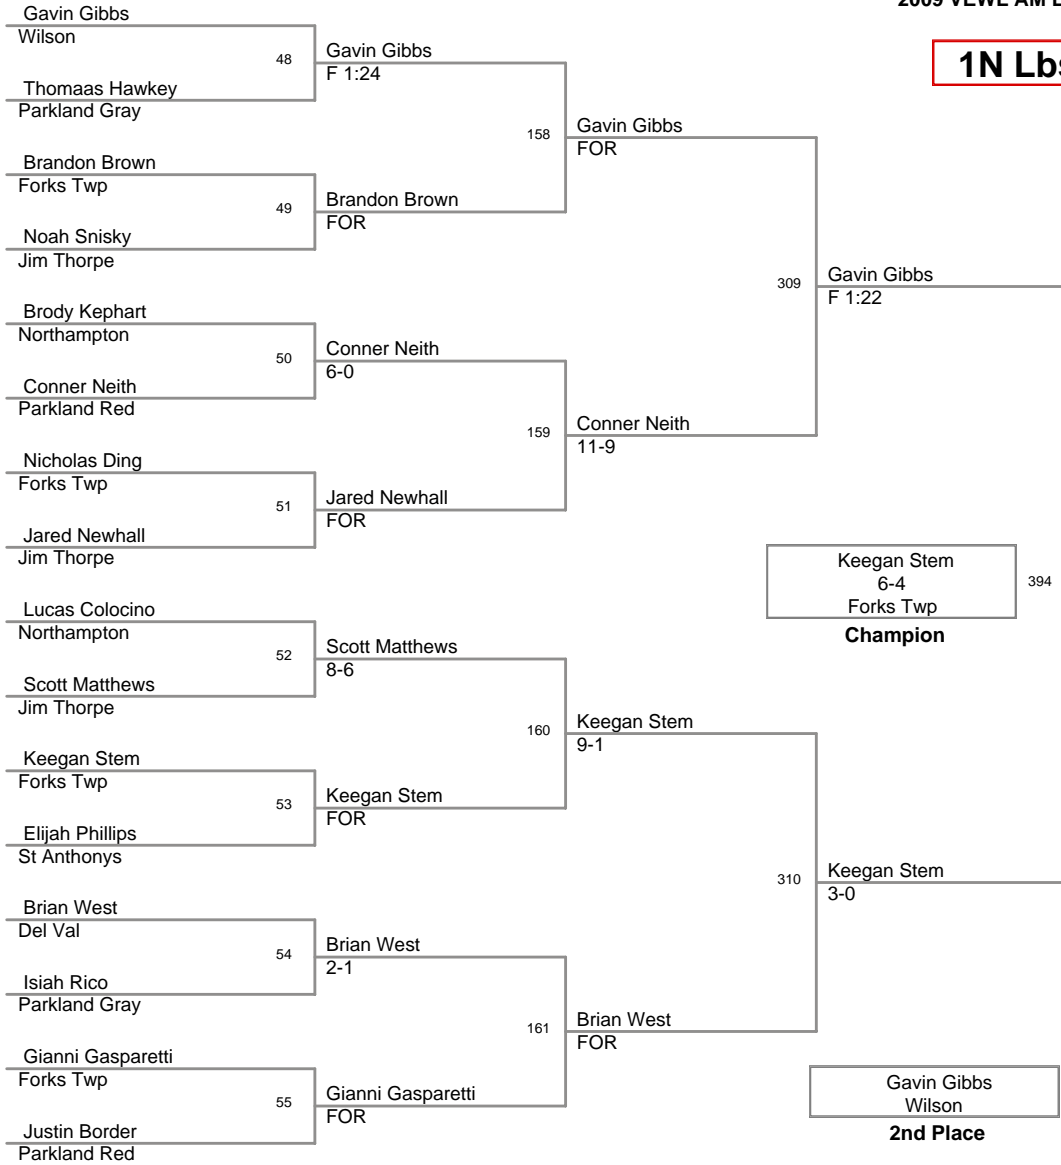 2009 VEWL AM
1N Lbs
Gavin Gibbs
Wilson
48
Gavin Gibbs
F 1:24
Thomaas Hawkey
Parkland Gray
158
Gavin Gibbs
FOR
Brandon Brown
Forks Twp
49
Brandon Brown
FOR
Noah Snisky
Jim Thorpe
309
Gavin Gibbs
F 1:22
Brody Kephart
Northampton
50
Conner Neith
6-0
Conner Neith
Parkland Red
159
Conner Neith
11-9
Nicholas Ding
Forks Twp
51
Jared Newhall
FOR
Jared Newhall
Jim Thorpe
Keegan Stem
6-4
Forks Twp
394
Champion
Lucas Colocino
Northampton
52
Scott Matthews
8-6
Scott Matthews
Jim Thorpe
160
Keegan Stem
9-1
Keegan Stem
Forks Twp
53
Keegan Stem
FOR
Elijah Phillips
St Anthonys
310
Keegan Stem
3-0
Brian West
Del Val
54
Brian West
2-1
Isiah Rico
Parkland Gray
161
Brian West
FOR
Gianni Gasparetti
Forks Twp
55
Gianni Gasparetti
FOR
Justin Border
Parkland Red
Gavin Gibbs
Wilson
2nd Place